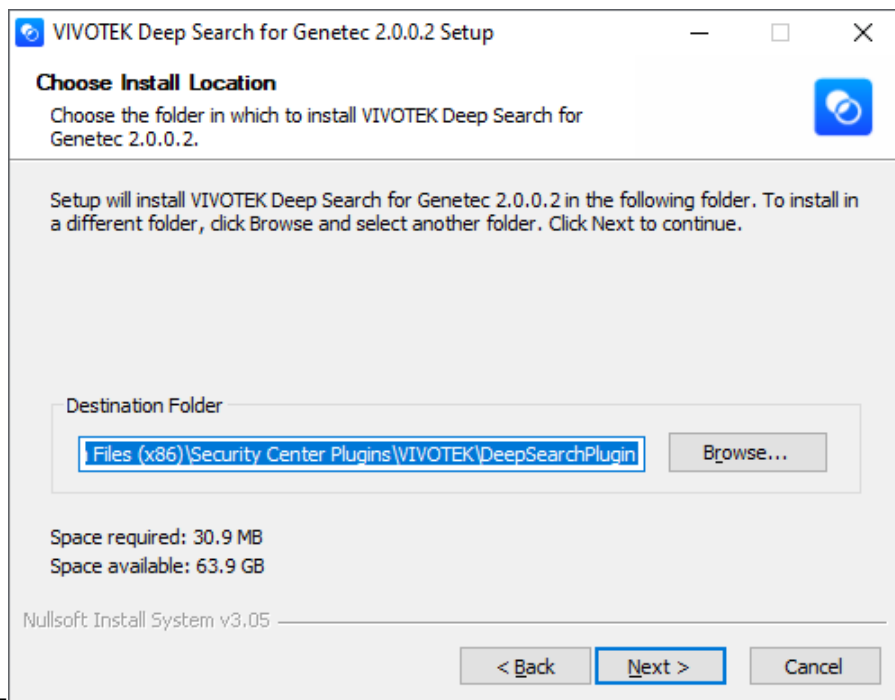 VIVOTEK Deep Search for Genetec 2.0.0.2 Setup
Choose Install Location
Choose the folder in which to install VIVOTEK Deep Search for
Genetec 2.0.0.2.
Setup will install VIVOTEK Deep Search for Genetec 2.0.0.2 in the following folder. To install in
a different folder, click Browse and select another folder. Click Next to continue.
Destination Folder
Files (x86)\Security Center Plugins\VIVOTEK\DeepSearchPlugin
Browse...
Space required: 30.9 MB
Space available: 63.9 GB
Nullsoft Install System v3.05
< Back
Next >
Cancel